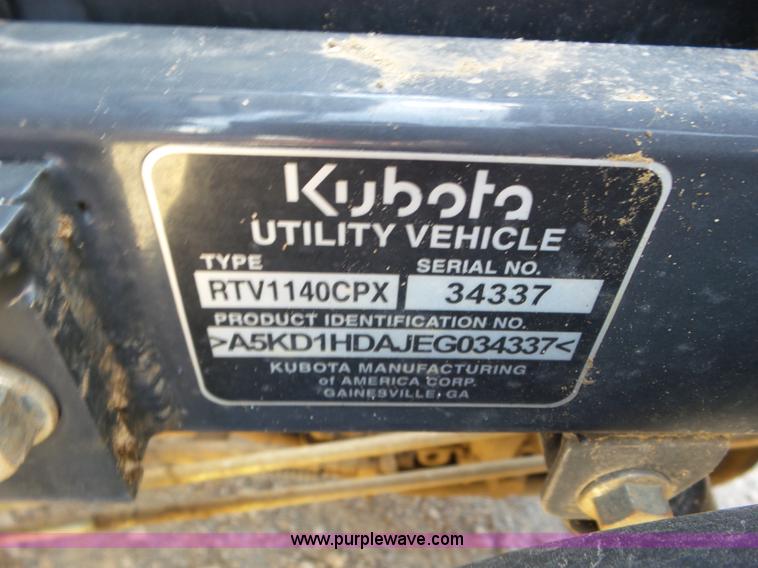 Kubota
UTILITY VEHICLE
TYPE SERIAL NO.
RTV1140CPX 34337
PRODUCT IDENTIFICATION NO.
>A5KD1HDAJEG034337<
KUBOTA MANUFACTURING
of AMERICA CORP.
GAINESVILLE, GA
www.purplewave.com